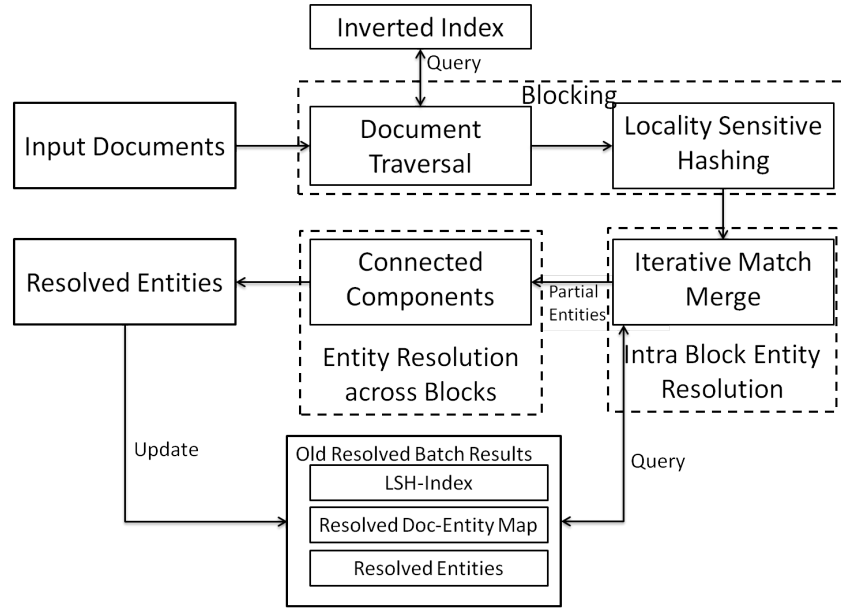 Inverted Index
Query
Blocking
Input Documents
Document
Traversal
Locality Sensitive
Hashing
Resolved Entities
Connected
Components
Iterative Match
Merge
Partial
Entities
Entity Resolution
across Blocks
Intra Block Entity
Resolution
Update
Query
Old Resolved Batch Results
LSH-Index
Resolved Doc-Entity Map
Resolved Entities